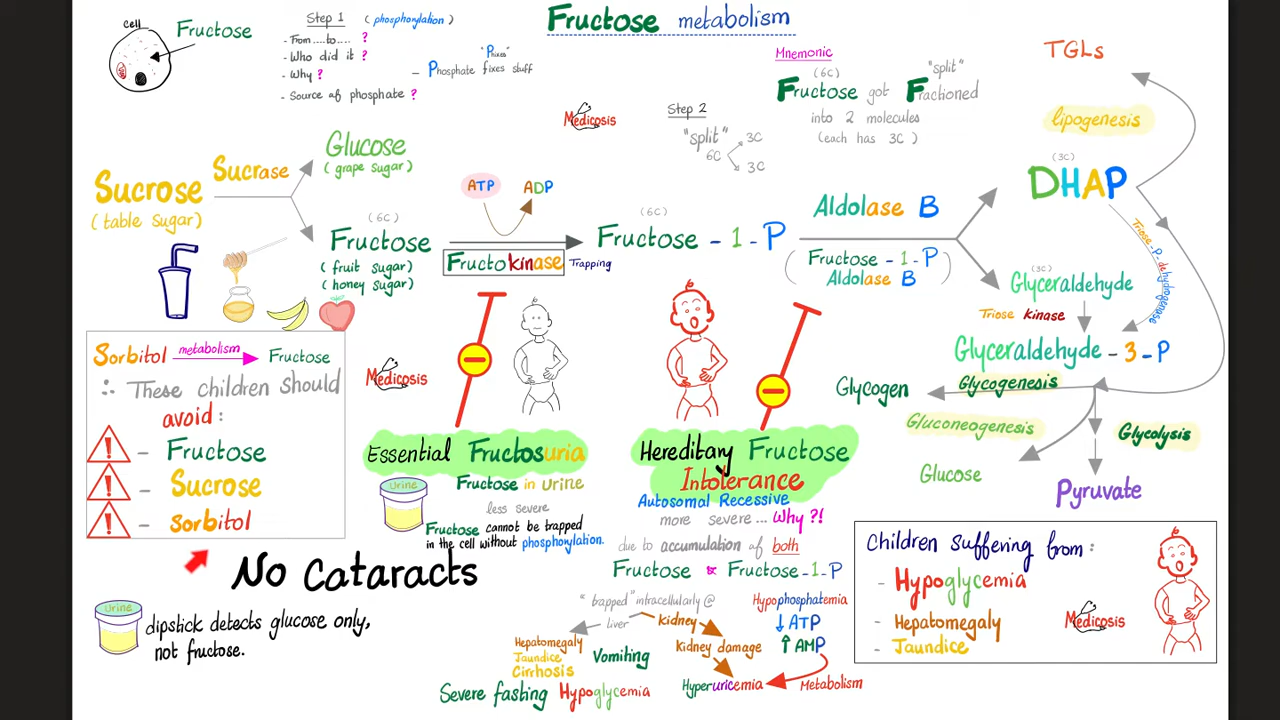 Fructose metabolism
cell
Fructose
Step 1 (phosphorylation)
- From....to.... ?
- Who did it ?
- Why ?
- Source of phosphate ?
"Phixes"
- Phosphate fixes stuff
Medicosis
Step 2
"split"
6C
3C
3C
Mnemonic
(6C) "split"
Fructose got Fractioned
into 2 molecules
(each has 3C )
TGLs
lipogenesis
(3C)
DHAP
Sucrose
(table sugar)
Sucrase
Glucose
(grape sugar)
(6C)
Fructose
(fruit sugar)
(honey sugar)
ATP ADP
Fructokinase Trapping
(6C)
Fructose - 1 - P
Aldolase B
(Fructose - 1 - P
Aldolase B)
Triose-P-dehydrogenase
(3C)
Glyceraldehyde
Triose kinase
Glyceraldehyde - 3 - P
Glycogen
Glycogenesis
Gluconeogenesis
Glycolysis
Glucose
Pyruvate
Sorbitol metabolism Fructose
∴ These children should
avoid :
- Fructose
- Sucrose
- Sorbitol
No Cataracts
Urine
dipstick detects glucose only,
not fructose.
Medicosis
Essential Fructosuria
Urine
Fructose in Urine
less severe
Fructose cannot be trapped
in the cell without phosphorylation.
Hereditary Fructose
Intolerance
Autosomal Recessive
more severe ... Why ?!
due to accumulation of both
Fructose & Fructose-1-P
"trapped" intracellularly @
liver
kidney
Hepatomegaly
Jaundice
Cirrhosis
Vomiting
Severe fasting Hypoglycemia
kidney damage
Hyperuricemia
Hypophosphatemia
↓ ATP
↑ AMP
Metabolism
Children suffering from :
- Hypoglycemia
- Hepatomegaly
- Jaundice
Medicosis